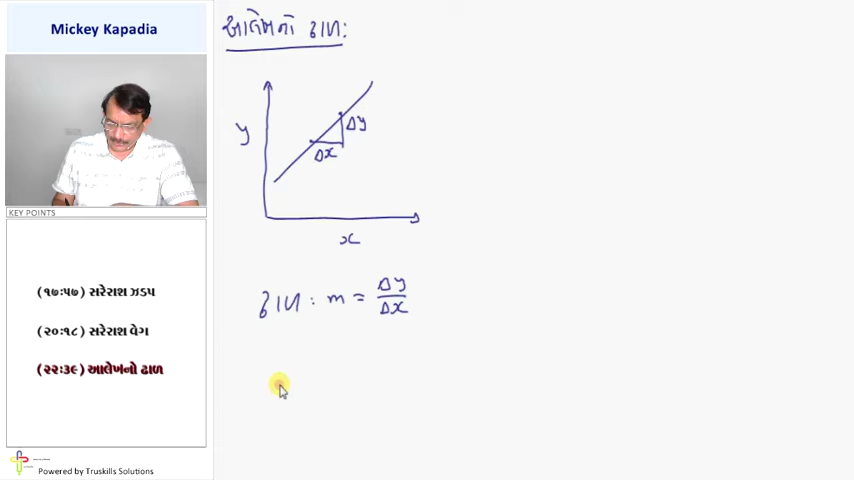 Mickey Kapadia
KEY POINTS
(૧૭:૫૭) સરેરાશ ઝડપ
(૨૦:૧૮) સરેરાશ વેગ
(૨૨:૩૯) આલેખનો ઢાળ
Powered by Truskills Solutions
આલેખનો ઢાળ:
y
Δy
Δx
x
ઢાળ: m = Δy/Δx